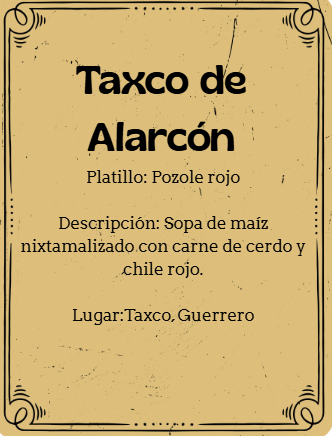 Taxco de
Alarcón
Platillo: Pozole rojo
Descripción: Sopa de maíz
nixtamalizado con carne de cerdo y
chile rojo.
Lugar:Taxco, Guerrero